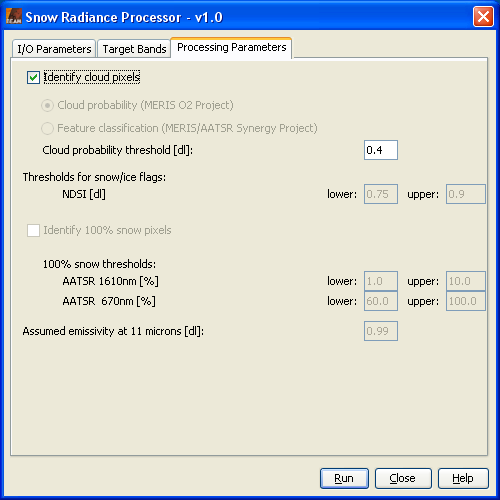 Snow Radiance Processor - v1.0
I/O Parameters Target Bands Processing Parameters
Identify cloud pixels
Cloud probability (MERIS O2 Project)
Feature classification (MERIS/AATSR Synergy Project)
Cloud probability threshold [dl]: 0.4
Thresholds for snow/ice flags:
NDSI [dl] lower: 0.75 upper: 0.9
Identify 100% snow pixels
100% snow thresholds:
AATSR 1610nm [%] lower: 1.0 upper: 10.0
AATSR 670nm [%] lower: 60.0 upper: 100.0
Assumed emissivity at 11 microns [dl]: 0.99
Run Close Help